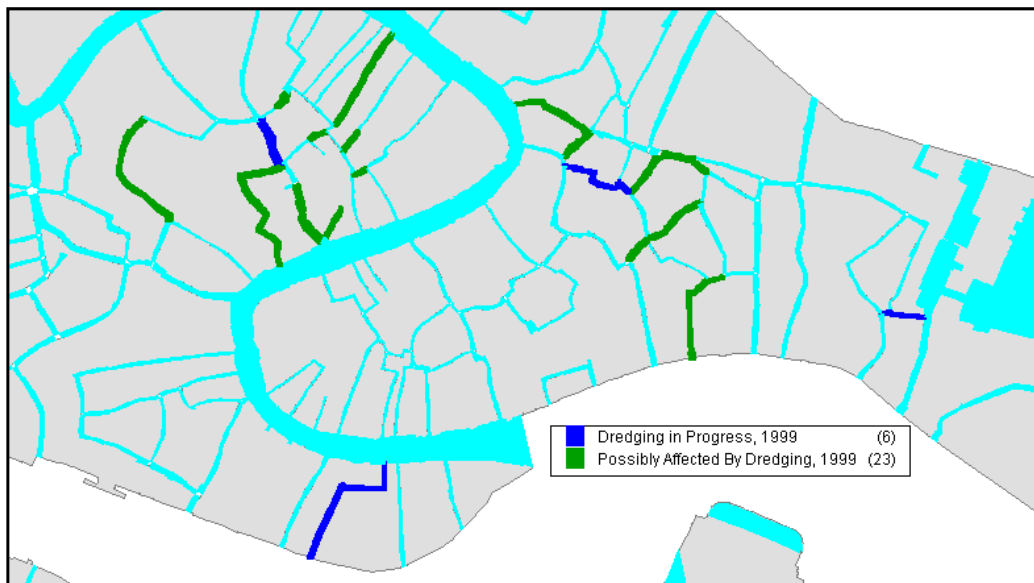 Dredging in Progress, 1999 (6)
Possibly Affected By Dredging, 1999 (23)